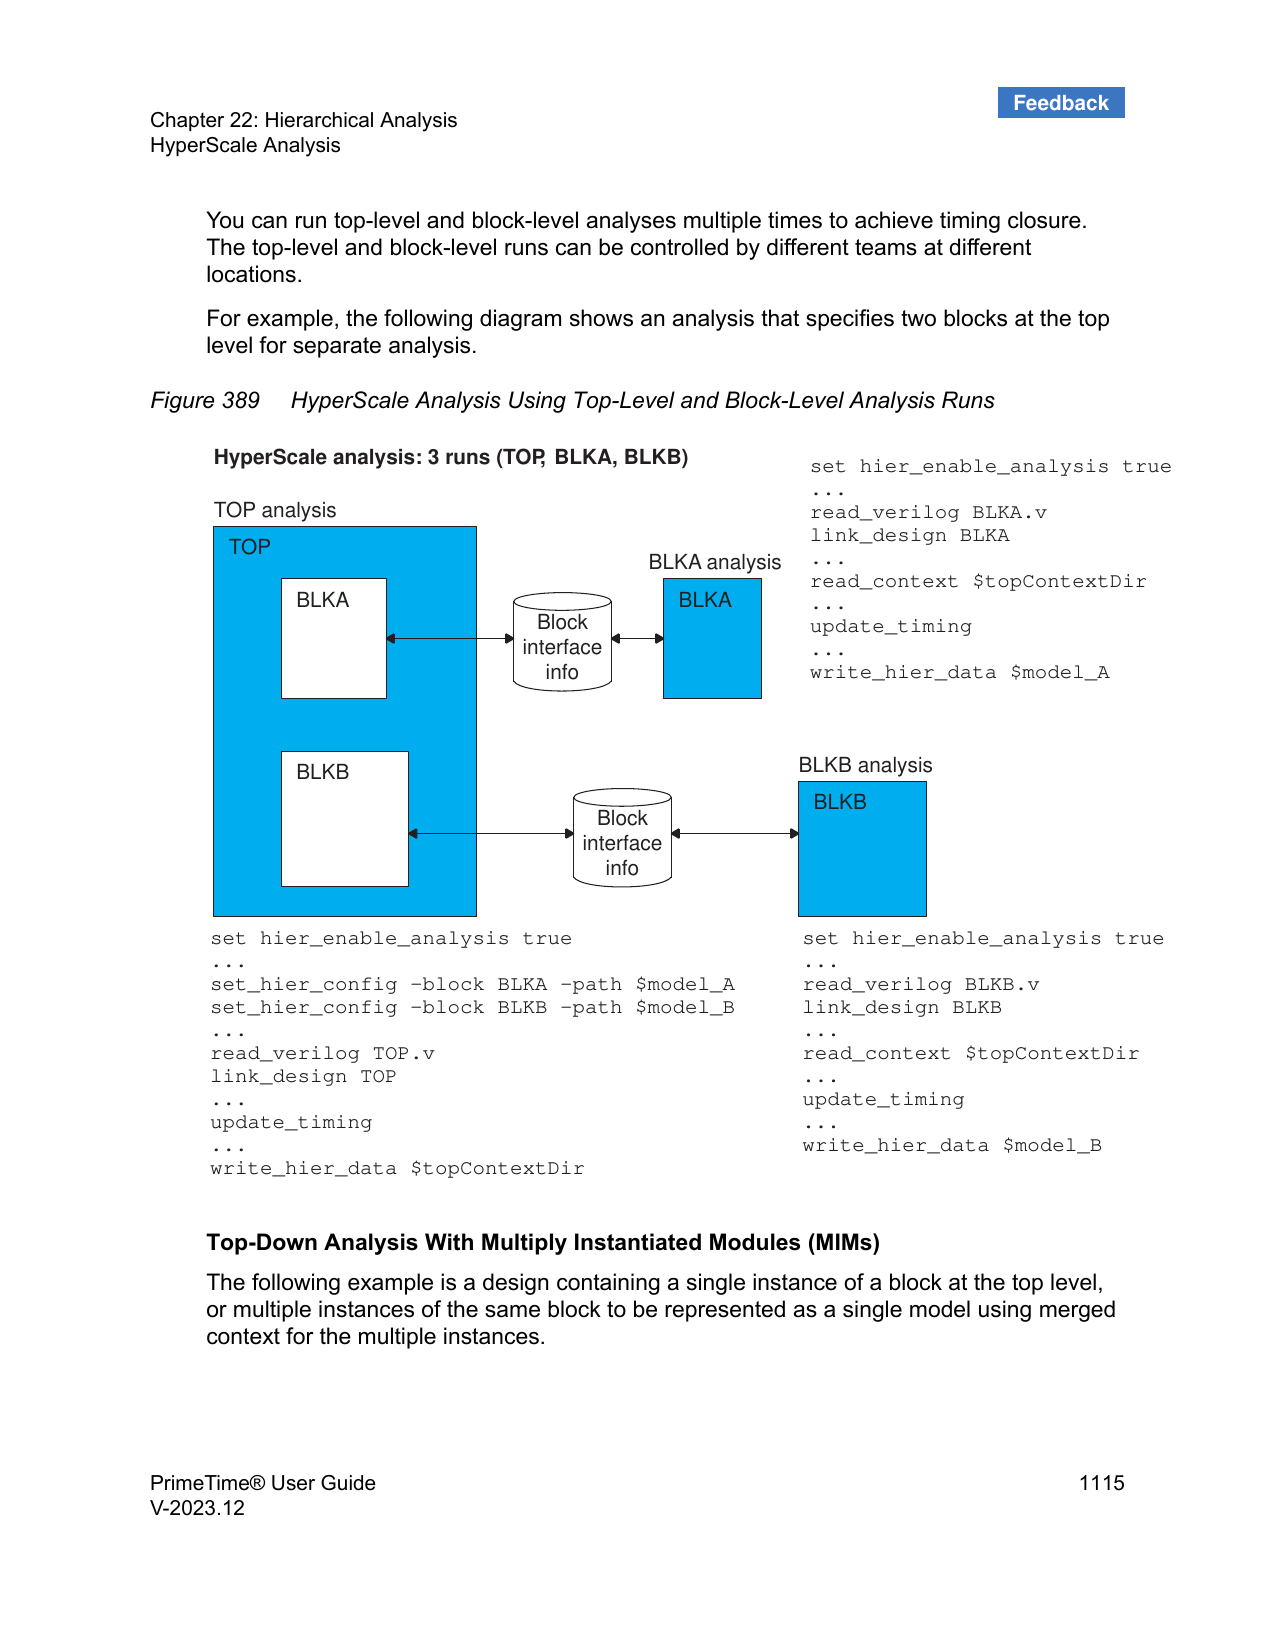 Feedback
Chapter 22: Hierarchical Analysis
HyperScale Analysis
You can run top-level and block-level analyses multiple times to achieve timing closure.
The top-level and block-level runs can be controlled by different teams at different
locations.
For example, the following diagram shows an analysis that specifies two blocks at the top
level for separate analysis.
Figure 389 HyperScale Analysis Using Top-Level and Block-Level Analysis Runs
HyperScale analysis: 3 runs (TOP, BLKA, BLKB)
TOP analysis
TOP
BLKA
Block
interface
info
BLKA analysis
BLKA
set hier_enable_analysis true
...
read_verilog BLKA.v
link_design BLKA
...
read_context $topContextDir
...
update_timing
...
write_hier_data $model_A
BLKB
Block
interface
info
BLKB analysis
BLKB
set hier_enable_analysis true
...
set_hier_config -block BLKA -path $model_A
set_hier_config -block BLKB -path $model_B
...
read_verilog TOP.v
link_design TOP
...
update_timing
...
write_hier_data $topContextDir
set hier_enable_analysis true
...
read_verilog BLKB.v
link_design BLKB
...
read_context $topContextDir
...
update_timing
...
write_hier_data $model_B
Top-Down Analysis With Multiply Instantiated Modules (MIMs)
The following example is a design containing a single instance of a block at the top level,
or multiple instances of the same block to be represented as a single model using merged
context for the multiple instances.
PrimeTime® User Guide
V-2023.12
1115